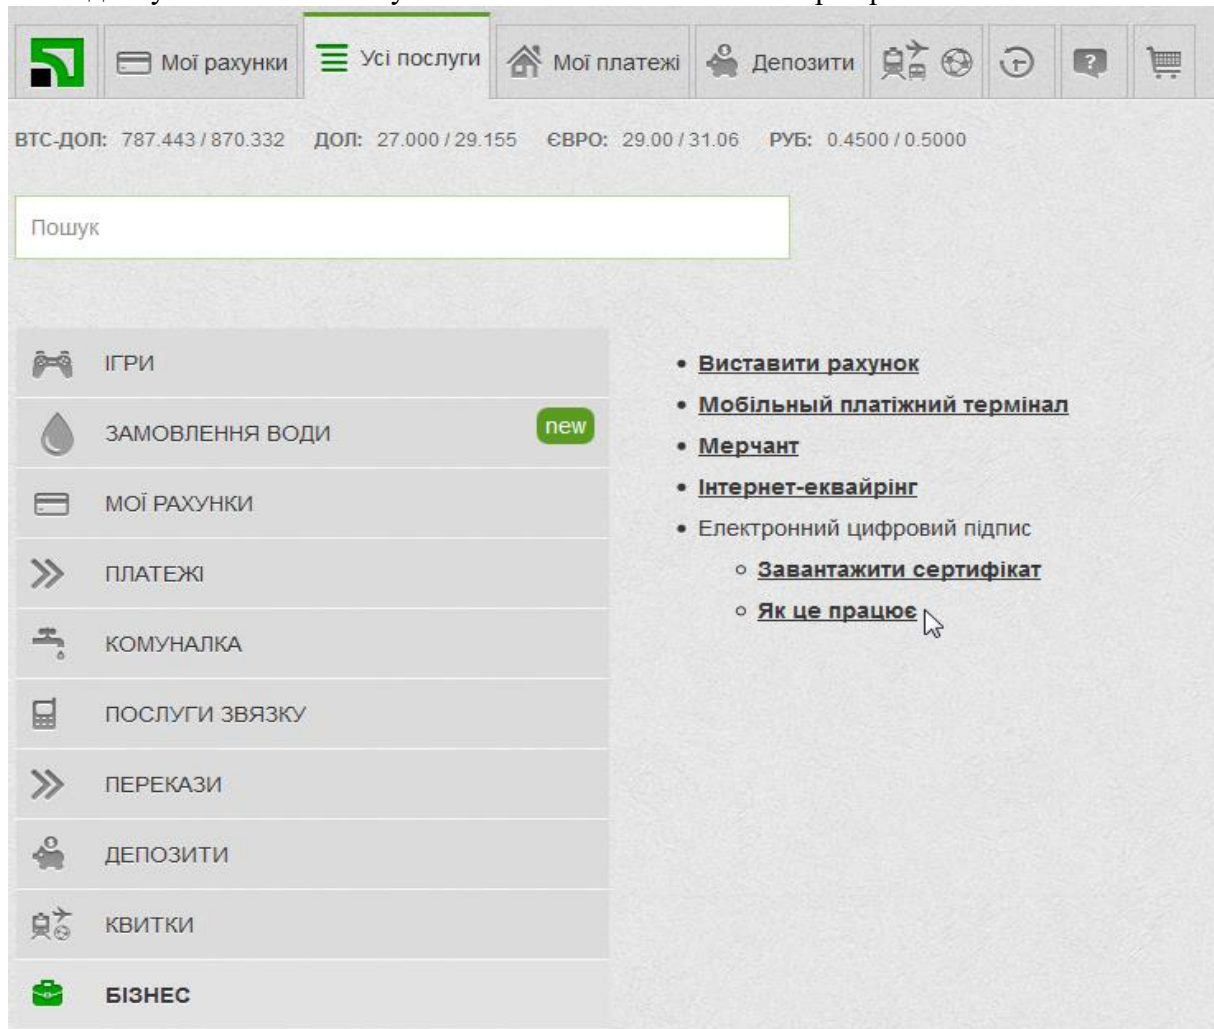 Мої рахунки Усі послуги Мої платежі Депозити
ВТС-ДОЛ: 787.443 / 870.332 ДОЛ: 27.000 / 29.155 ЄВРО: 29.00 / 31.06 РУБ: 0.4500 / 0.5000
Пошук
ІГРИ
ЗАМОВЛЕННЯ ВОДИ new
МОЇ РАХУНКИ
ПЛАТЕЖІ
КОМУНАЛКА
ПОСЛУГИ ЗВЯЗКУ
ПЕРЕКАЗИ
ДЕПОЗИТИ
КВИТКИ
БІЗНЕС
Виставити рахунок
Мобільный платіжний термінал
Мерчант
Інтернет-еквайрінг
Електронний цифровий підпис
Завантажити сертифікат
Як це працює